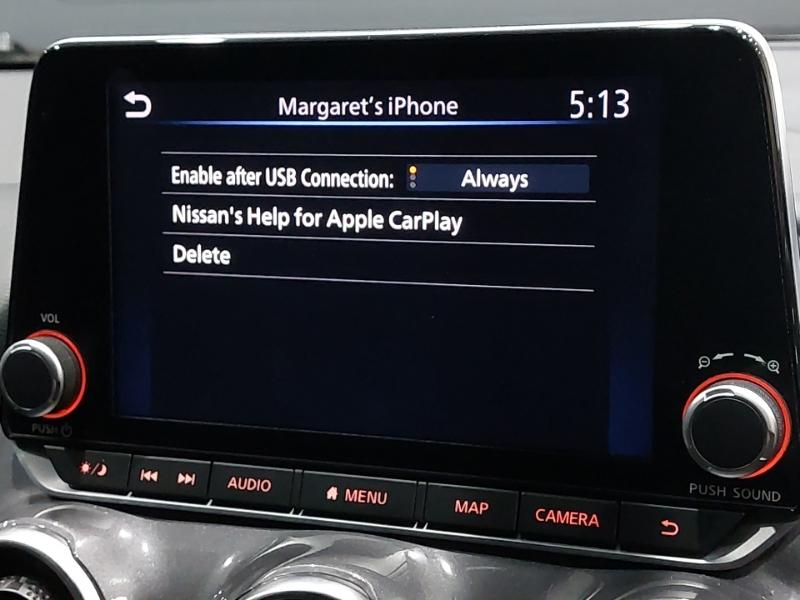 Margaret's iPhone 5:13
Enable after USB Connection: Always
Nissan's Help for Apple CarPlay
Delete
VOL
PUSH
PUSH SOUND
AUDIO
MENU
MAP
CAMERA